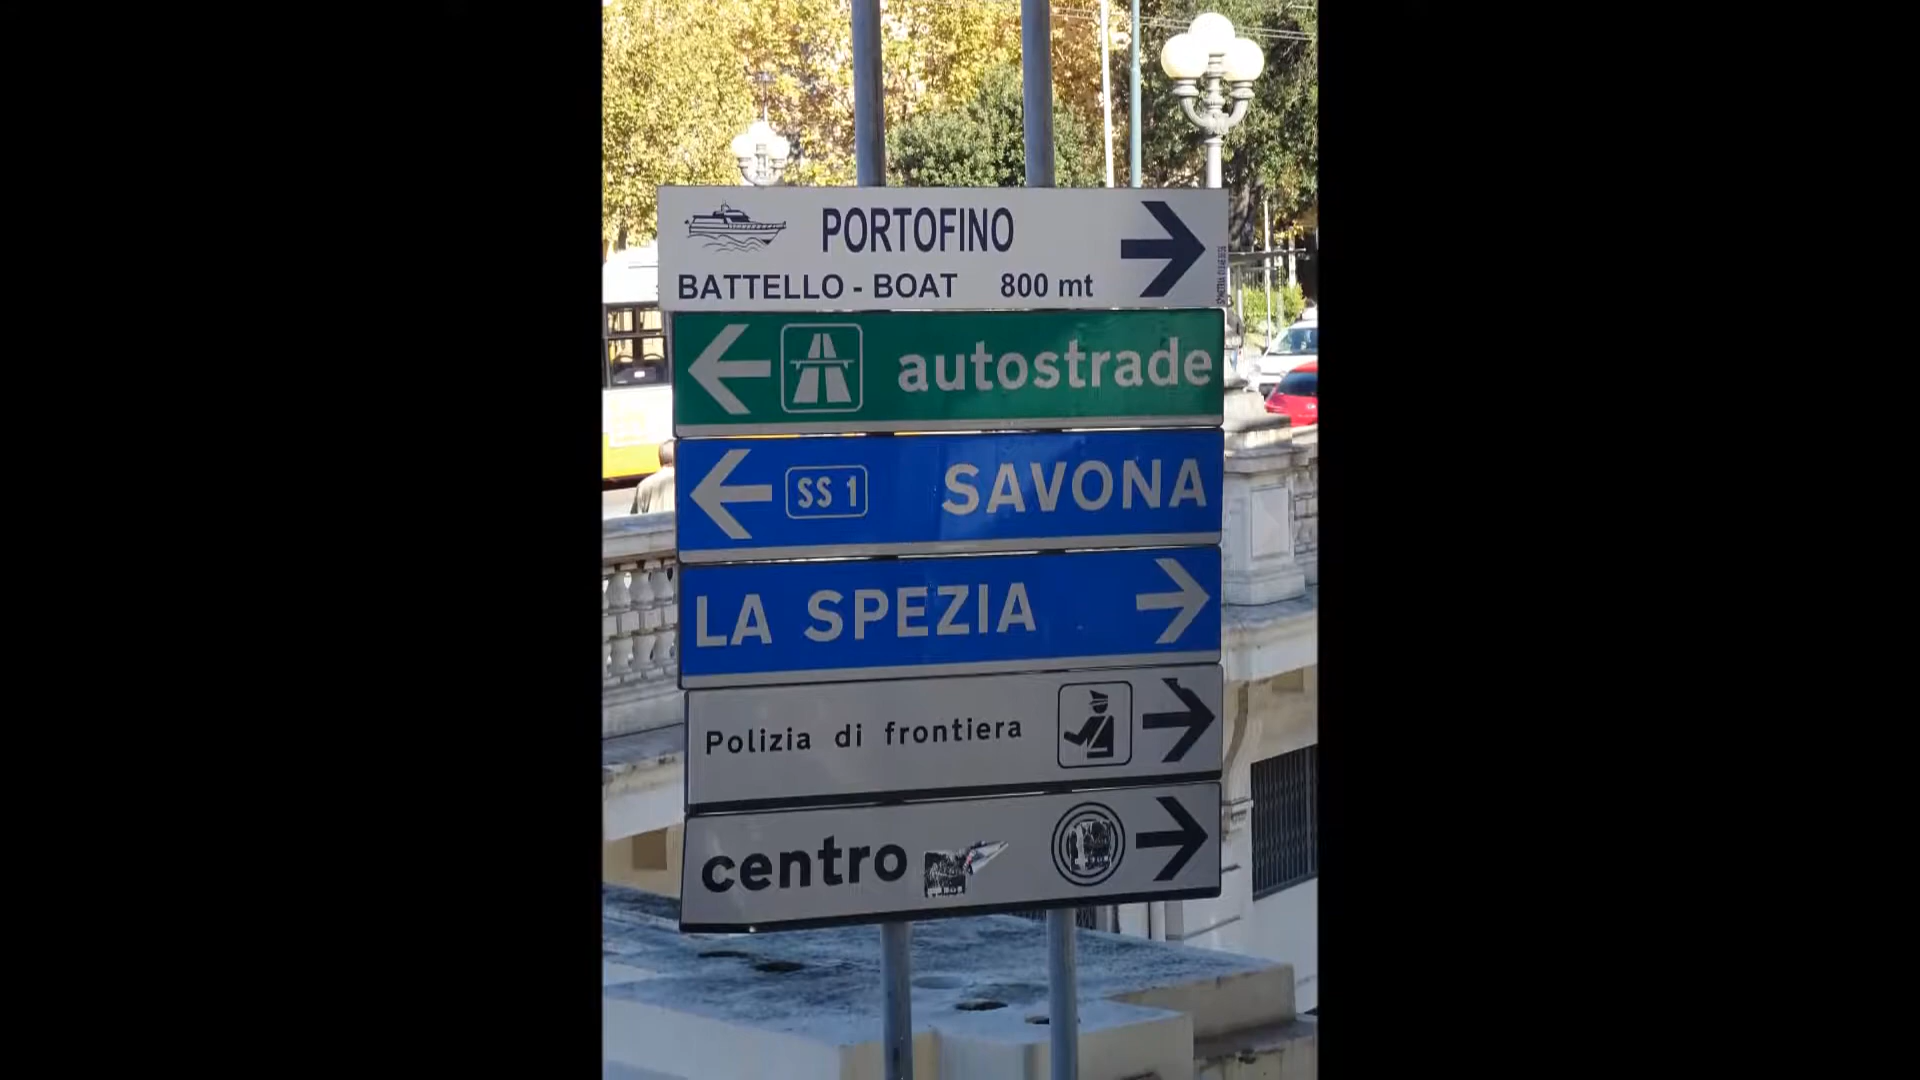 PORTOFINO
BATTELLO - BOAT 800 mt
autostrade
SS 1 SAVONA
LA SPEZIA
Polizia di frontiera
centro